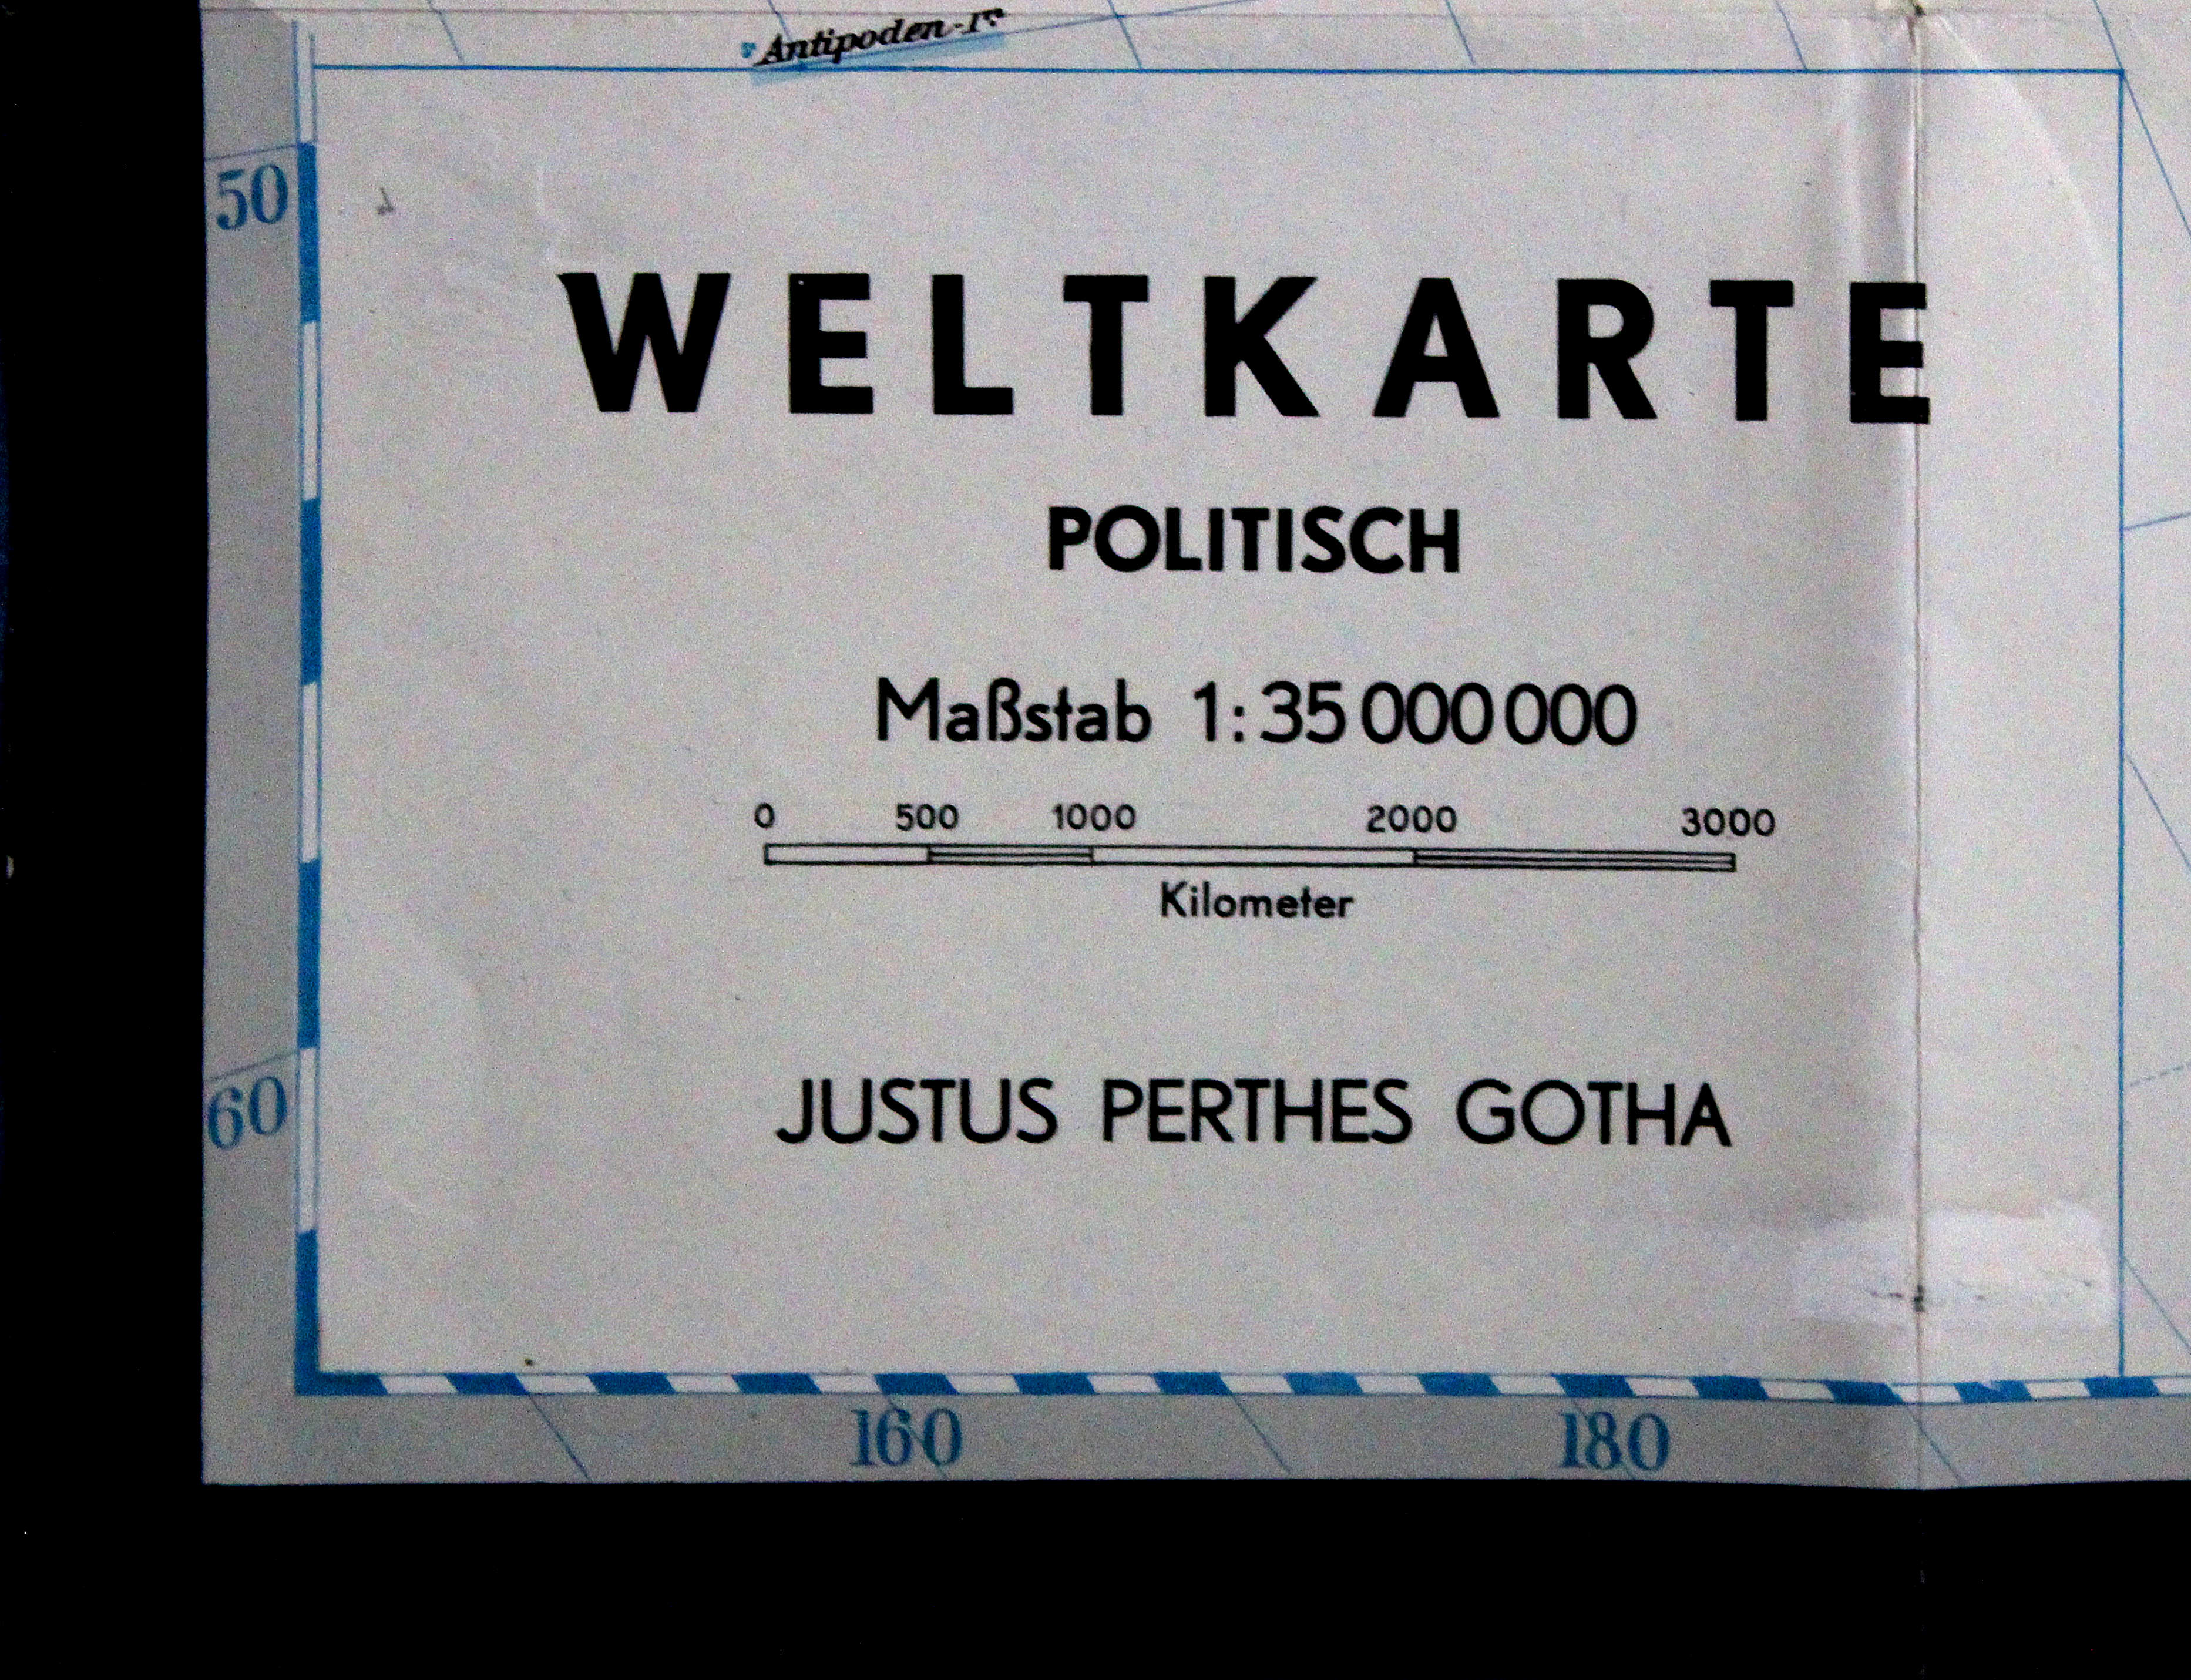 Antipoden-Iⁿ
50
WELTKARTE
POLITISCH
Maßstab 1:35 000 000
0 500 1000 2000 3000
Kilometer
60
JUSTUS PERTHES GOTHA
160 180